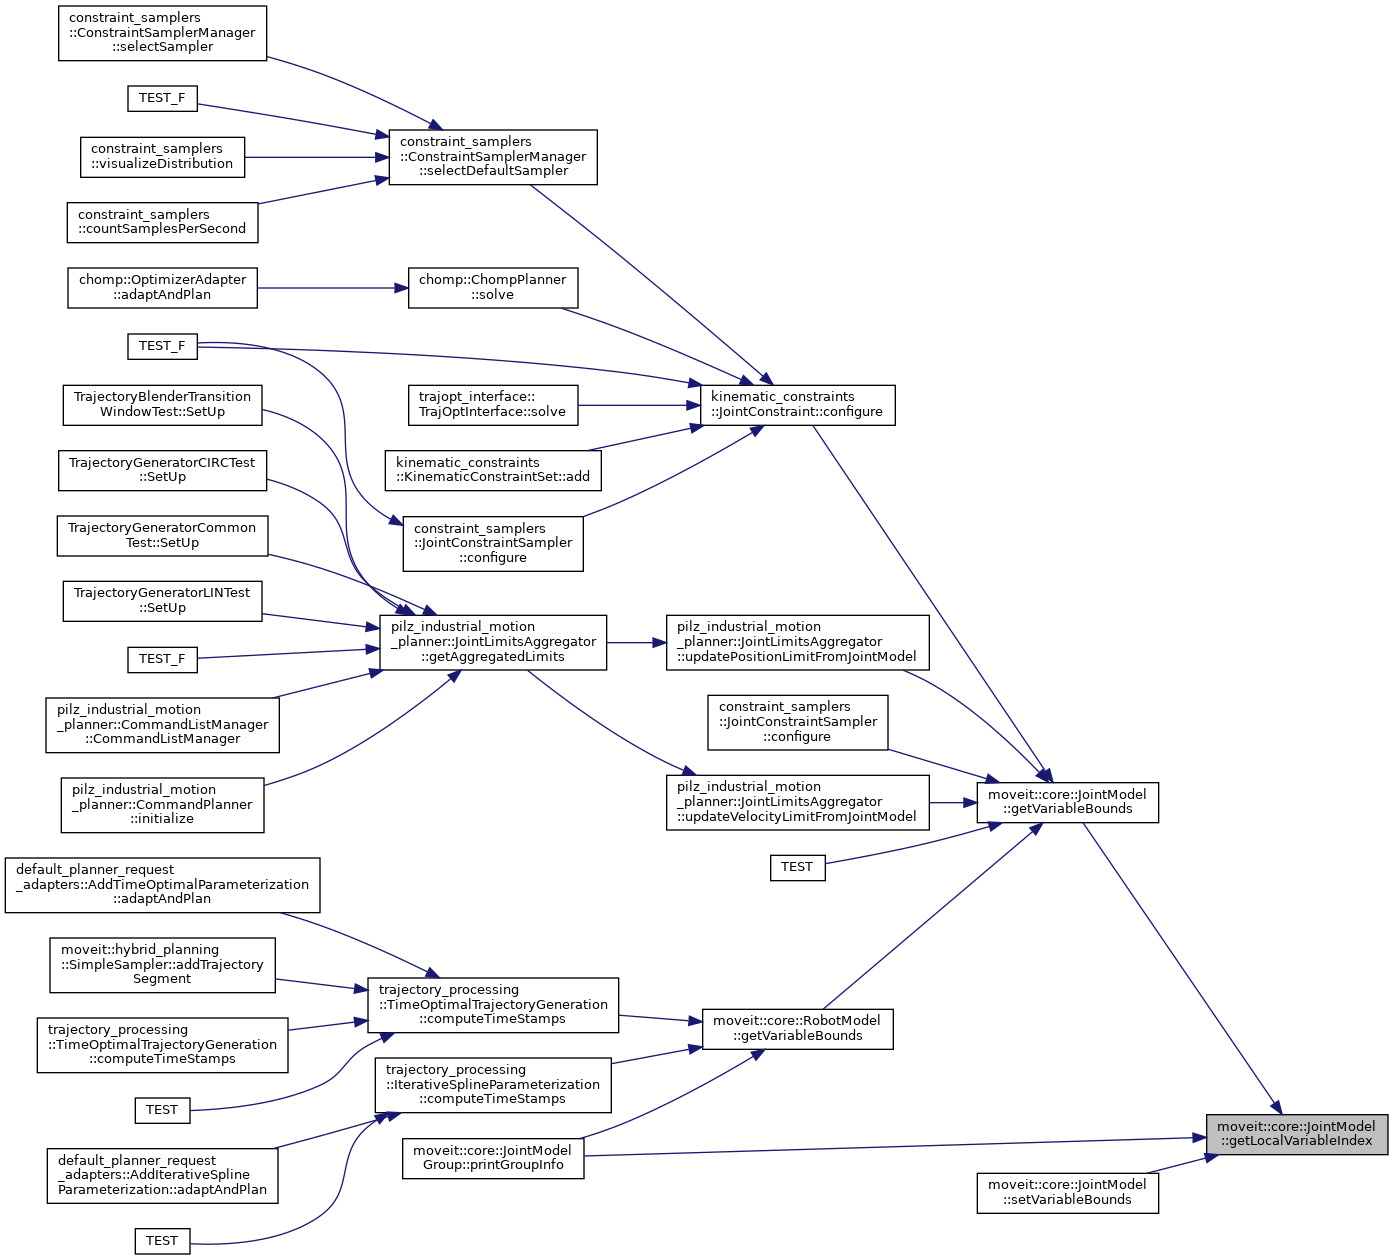 constraint_samplers
::ConstraintSamplerManager
::selectSampler
TEST_F
constraint_samplers
::visualizeDistribution
constraint_samplers
::countSamplesPerSecond
constraint_samplers
::ConstraintSamplerManager
::selectDefaultSampler
chomp::OptimizerAdapter
::adaptAndPlan
chomp::ChompPlanner
::solve
TEST_F
TrajectoryBlenderTransition
WindowTest::SetUp
trajopt_interface::
TrajOptInterface::solve
kinematic_constraints
::JointConstraint::configure
TrajectoryGeneratorCIRCTest
::SetUp
kinematic_constraints
::KinematicConstraintSet::add
TrajectoryGeneratorCommon
Test::SetUp
constraint_samplers
::JointConstraintSampler
::configure
TrajectoryGeneratorLINTest
::SetUp
TEST_F
pilz_industrial_motion
_planner::JointLimitsAggregator
::getAggregatedLimits
pilz_industrial_motion
_planner::JointLimitsAggregator
::updatePositionLimitFromJointModel
pilz_industrial_motion
_planner::CommandListManager
::CommandListManager
constraint_samplers
::JointConstraintSampler
::configure
pilz_industrial_motion
_planner::CommandPlanner
::initialize
pilz_industrial_motion
_planner::JointLimitsAggregator
::updateVelocityLimitFromJointModel
moveit::core::JointModel
::getVariableBounds
TEST
default_planner_request
_adapters::AddTimeOptimalParameterization
::adaptAndPlan
moveit::hybrid_planning
::SimpleSampler::addTrajectory
Segment
trajectory_processing
::TimeOptimalTrajectoryGeneration
::computeTimeStamps
trajectory_processing
::TimeOptimalTrajectoryGeneration
::computeTimeStamps
moveit::core::RobotModel
::getVariableBounds
TEST
trajectory_processing
::IterativeSplineParameterization
::computeTimeStamps
default_planner_request
_adapters::AddIterativeSpline
Parameterization::adaptAndPlan
moveit::core::JointModel
Group::printGroupInfo
moveit::core::JointModel
::getLocalVariableIndex
moveit::core::JointModel
::setVariableBounds
TEST